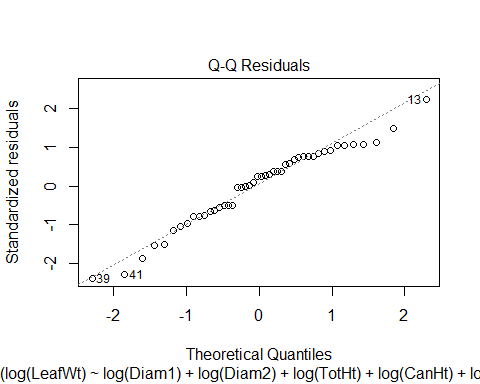 Q-Q Residuals
Standardized residuals
2
1
0
-1
-2
13
39
41
-2 -1 0 1 2
Theoretical Quantiles
(log(LeafWt) ~ log(Diam1) + log(Diam2) + log(TotHt) + log(CanHt) + lo